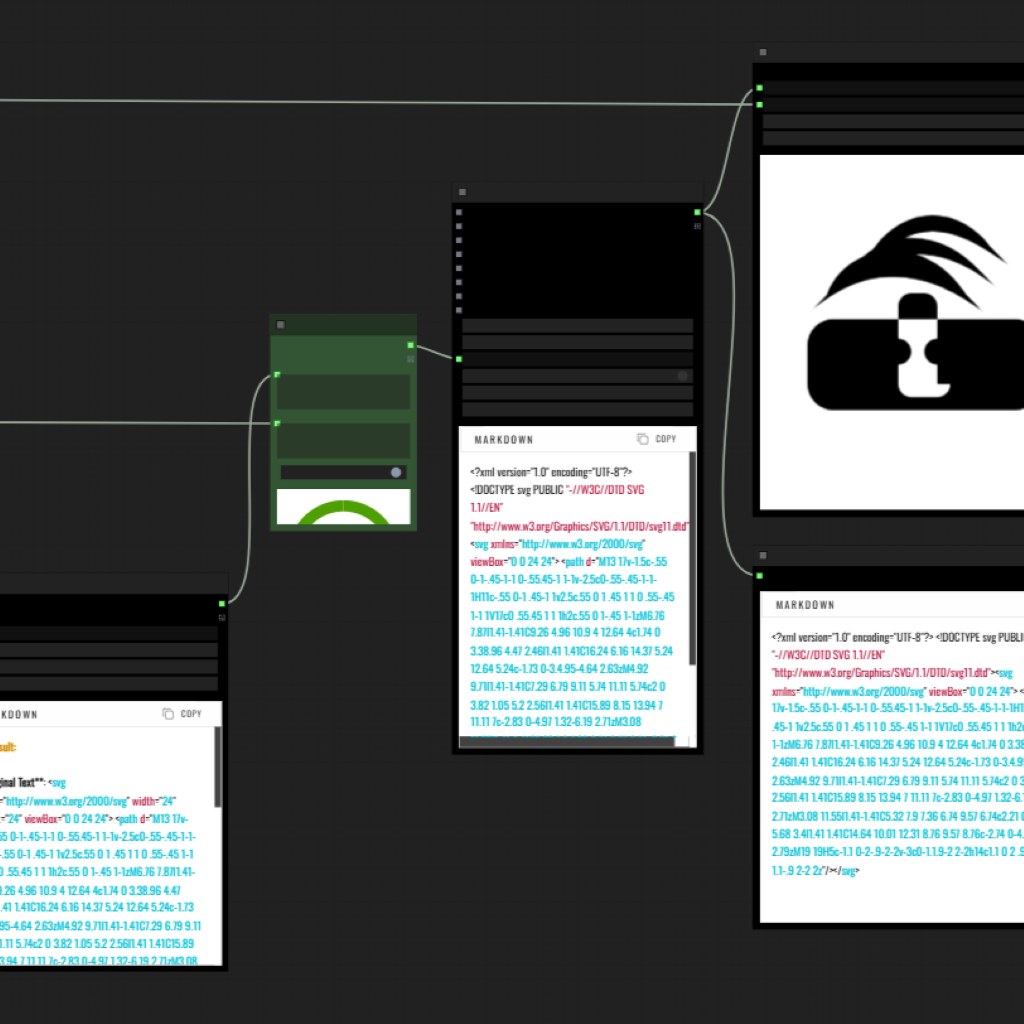 MARKDOWN
COPY
<?xml version="1.0" encoding="UTF-8"?>
<!DOCTYPE svg PUBLIC "-//W3C//DTD SVG
1.1//EN"
"http://www.w3.org/Graphics/SVG/1.1/DTD/svg11.dtd"
<svg xmlns="http://www.w3.org/2000/svg"
viewBox="0 0 24 24"> <path d="M13 17v-1.5c-.55
0-1-.45-1-1 0-.55.45-1 1-1v-2.5c0-.55-.45-1-1-
1H11c-.55 0-1 .45-1 1v2.5c.55 0 1 .45 1 1 0 .55-.45
1-1 1V17c0 .55.45 1 1 1h2c.55 0 1-.45 1-1zM6.76
7.87l1.41-1.41C9.26 4.96 10.9 4 12.64 4c1.74 0
3.38.96 4.47 2.46l1.41 1.41C16.24 6.16 14.37 5.24
12.64 5.24c-1.73 0-3.4.95-4.64 2.63zM4.92
9.71l1.41-1.41C7.29 6.79 9.11 5.74 11.11 5.74c2 0
3.82 1.05 5.2 2.56l1.41 1.41C15.89 8.15 13.94 7
11.11 7c-2.83 0-4.97 1.32-6.19 2.71zM3.08
MARKDOWN
<?xml version="1.0" encoding="UTF-8"?> <!DOCTYPE svg PUBLI
"-//W3C//DTD SVG 1.1//EN"
"http://www.w3.org/Graphics/SVG/1.1/DTD/svg11.dtd"><svg
xmlns="http://www.w3.org/2000/svg" viewBox="0 0 24 24"> <
17v-1.5c-.55 0-1-.45-1-1 0-.55.45-1 1-1v-2.5c0-.55-.45-1-1-1H1
.45-1 1v2.5c.55 0 1 .45 1 1 0 .55-.45 1-1 1V17c0 .55.45 1 1 1h2
1-1zM6.76 7.87l1.41-1.41C9.26 4.96 10.9 4 12.64 4c1.74 0 3.38
2.46l1.41 1.41C16.24 6.16 14.37 5.24 12.64 5.24c-1.73 0-3.4.9
2.63zM4.92 9.71l1.41-1.41C7.29 6.79 9.11 5.74 11.11 5.74c2 0 3
2.56l1.41 1.41C15.89 8.15 13.94 7 11.11 7c-2.83 0-4.97 1.32-6.1
2.71zM3.08 11.55l1.41-1.41C5.32 7.9 7.36 6.74 9.57 6.74c2.21 0
5.68 3.4l1.41 1.41C14.64 10.01 12.31 8.76 9.57 8.76c-2.74 0-4.
2.79zM19 19H5c-1.1 0-2-.9-2-2v-3c0-1.1.9-2 2-2h14c1.1 0 2 .9
1.1-.9 2-2 2z"/></svg>
KDOWN
COPY
sult:
ginal Text**: <svg
="http://www.w3.org/2000/svg" width="24"
="24" viewBox="0 0 24 24"> <path d="M13 17v-
5 0-1-.45-1-1 0-.55.45-1 1-1v-2.5c0-.55-.45-1-1-
-.55 0-1 .45-1 1v2.5c.55 0 1 .45 1 1 0 .55-.45 1-1
0 .55.45 1 1 1h2c.55 0 1-.45 1-1zM6.76 7.87l1.41-
.26 4.96 10.9 4 12.64 4c1.74 0 3.38.96 4.47
.41 1.41C16.24 6.16 14.37 5.24 12.64 5.24c-1.73
95-4.64 2.63zM4.92 9.71l1.41-1.41C7.29 6.79 9.11
1.11 5.74c2 0 3.82 1.05 5.2 2.56l1.41 1.41C15.89
3.94 7 11.11 7c-2.83 0-4.97 1.32-6.19 2.71zM3.08